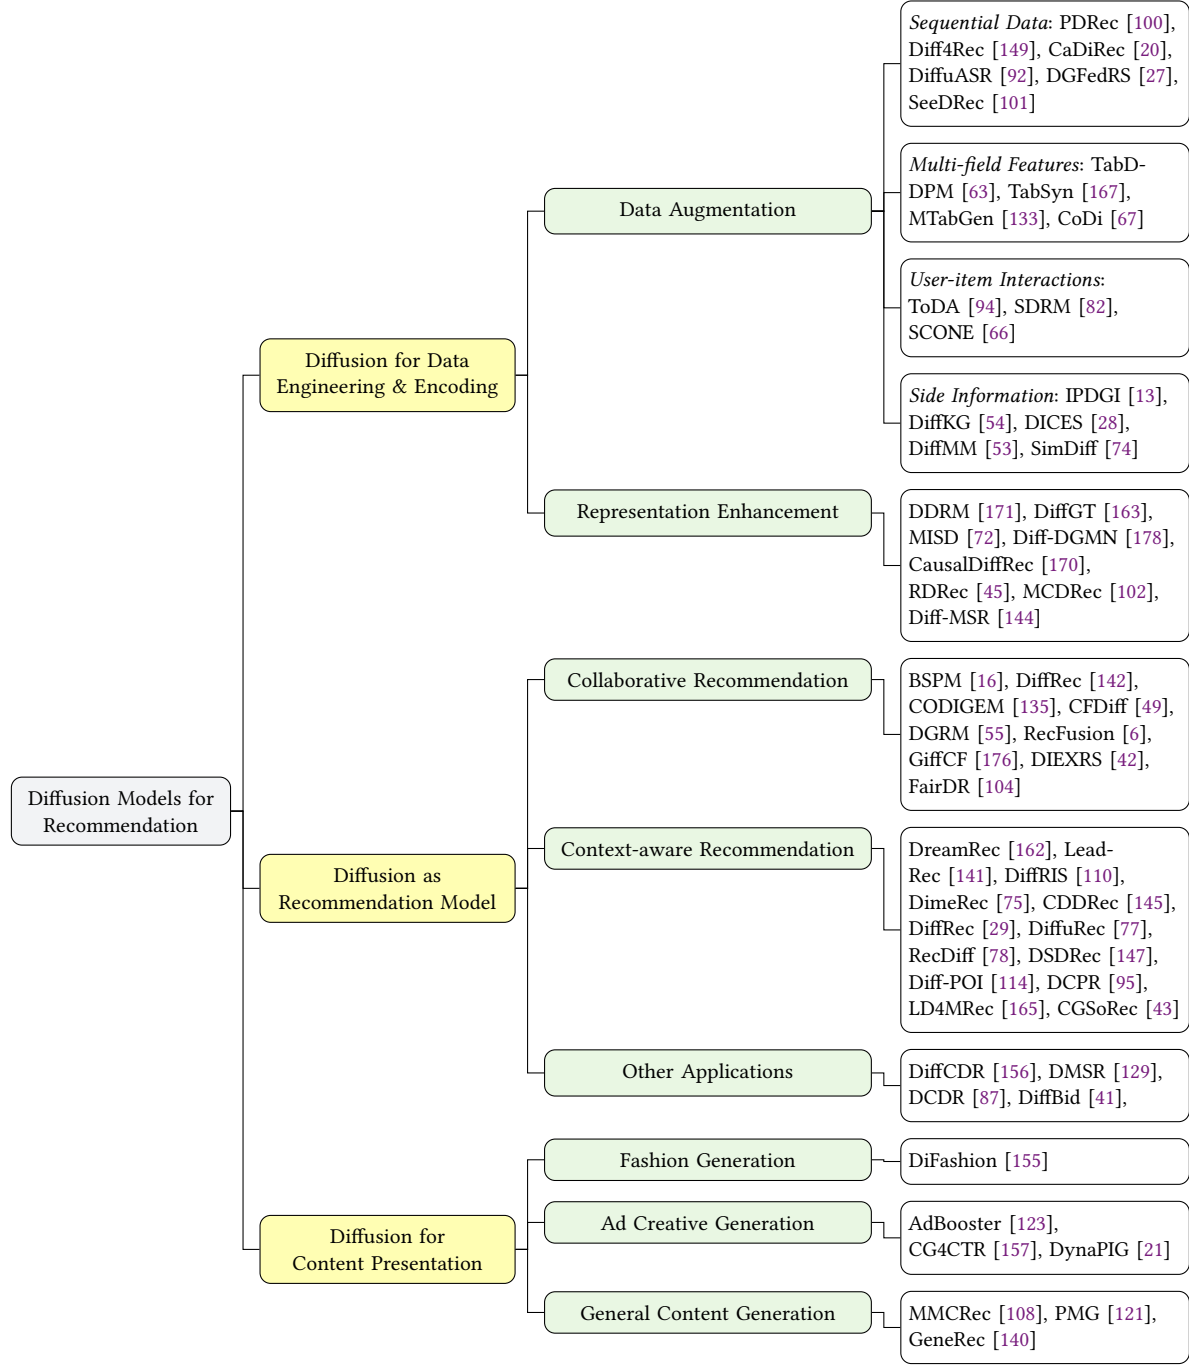 Diffusion Models for
Recommendation
Diffusion for Data
Engineering & Encoding
Data Augmentation
Sequential Data: PDRec [100],
Diff4Rec [149], CaDiRec [20],
DiffuASR [92], DGFedRS [27],
SeeDRec [101]
Multi-field Features: TabD-
DPM [63], TabSyn [167],
MTabGen [133], CoDi [67]
User-item Interactions:
ToDA [94], SDRM [82],
SCONE [66]
Side Information: IPDGI [13],
DiffKG [54], DICES [28],
DiffMM [53], SimDiff [74]
Representation Enhancement
DDRM [171], DiffGT [163],
MISD [72], Diff-DGMN [178],
CausalDiffRec [170],
RDRec [45], MCDRec [102],
Diff-MSR [144]
Diffusion as
Recommendation Model
Collaborative Recommendation
BSPM [16], DiffRec [142],
CODIGEM [135], CFDiff [49],
DGRM [55], RecFusion [6],
GiffCF [176], DIEXRS [42],
FairDR [104]
Context-aware Recommendation
DreamRec [162], Lead-
Rec [141], DiffRIS [110],
DimeRec [75], CDDRec [145],
DiffRec [29], DiffuRec [77],
RecDiff [78], DSDRec [147],
Diff-POI [114], DCPR [95],
LD4MRec [165], CGSoRec [43]
Other Applications
DiffCDR [156], DMSR [129],
DCDR [87], DiffBid [41],
Diffusion for
Content Presentation
Fashion Generation
DiFashion [155]
Ad Creative Generation
AdBooster [123],
CG4CTR [157], DynaPIG [21]
General Content Generation
MMCRec [108], PMG [121],
GeneRec [140]